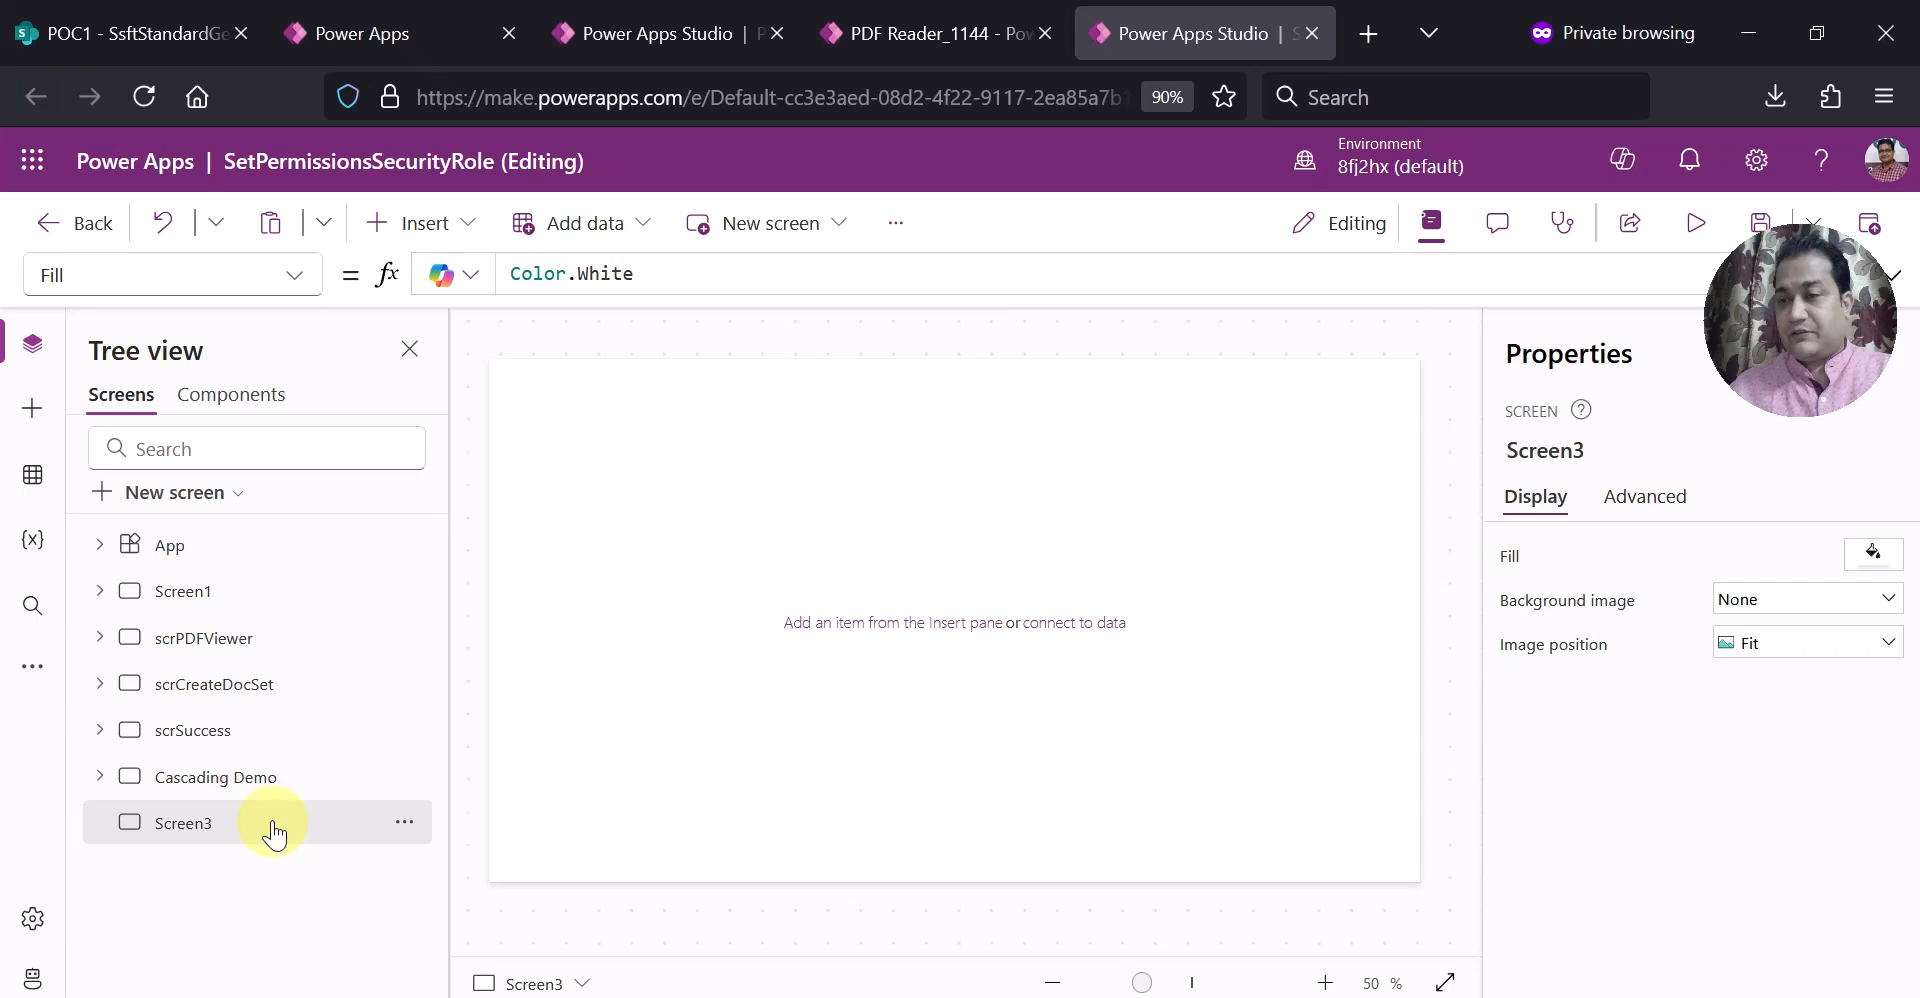 POC1 - SsftStandardGe
Power Apps
Power Apps Studio | P
PDF Reader_1144 - Pow
Power Apps Studio | S
Private browsing
https://make.powerapps.com/e/Default-cc3e3aed-08d2-4f22-9117-2ea85a7b1
90%
Search
Power Apps | SetPermissionsSecurityRole (Editing)
Environment
8fj2hx (default)
Back
Insert
Add data
New screen
Editing
Fill
= fx
Color.White
Tree view
Screens
Components
Search
New screen
App
Screen1
scrPDFViewer
scrCreateDocSet
scrSuccess
Cascading Demo
Screen3
Add an item from the Insert pane or connect to data
Screen3
50 %
Properties
SCREEN
Screen3
Display
Advanced
Fill
Background image
None
Image position
Fit